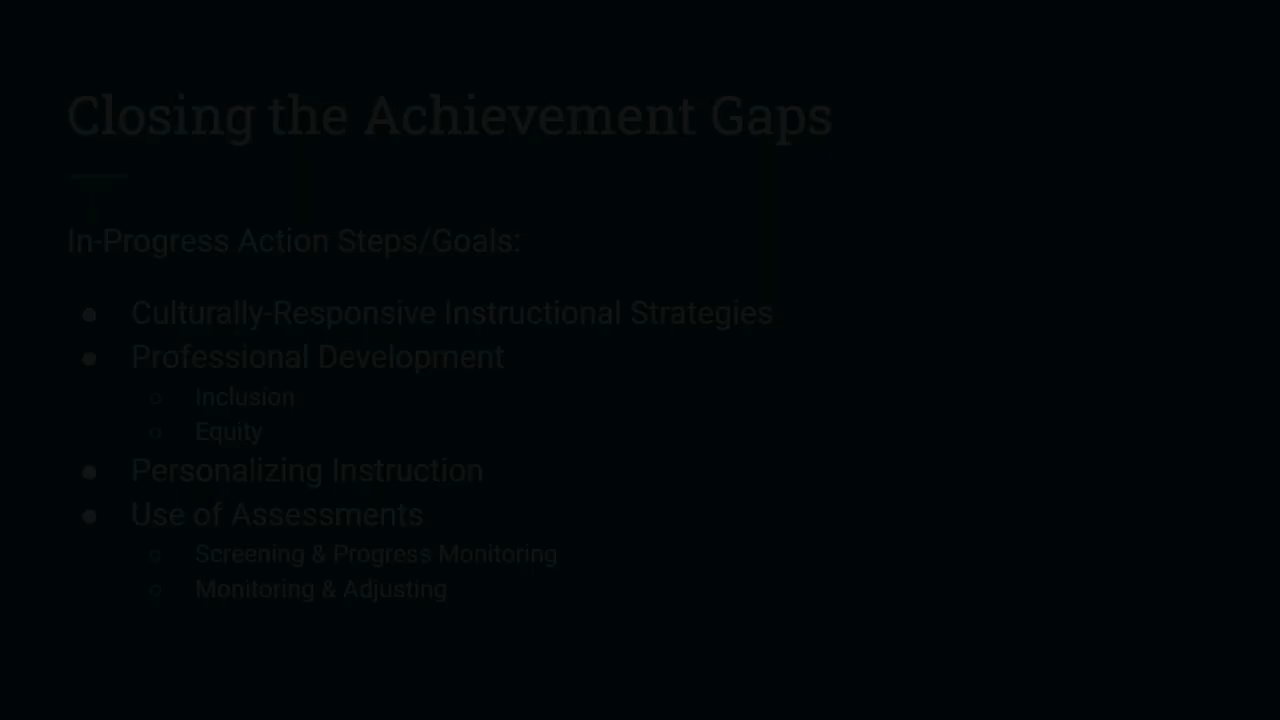 Closing the Achievement Gaps
In-Progress Action Steps/Goals:
● Culturally-Responsive Instructional Strategies
● Professional Development
○ Inclusion
○ Equity
● Personalizing Instruction
● Use of Assessments
○ Screening & Progress Monitoring
○ Monitoring & Adjusting